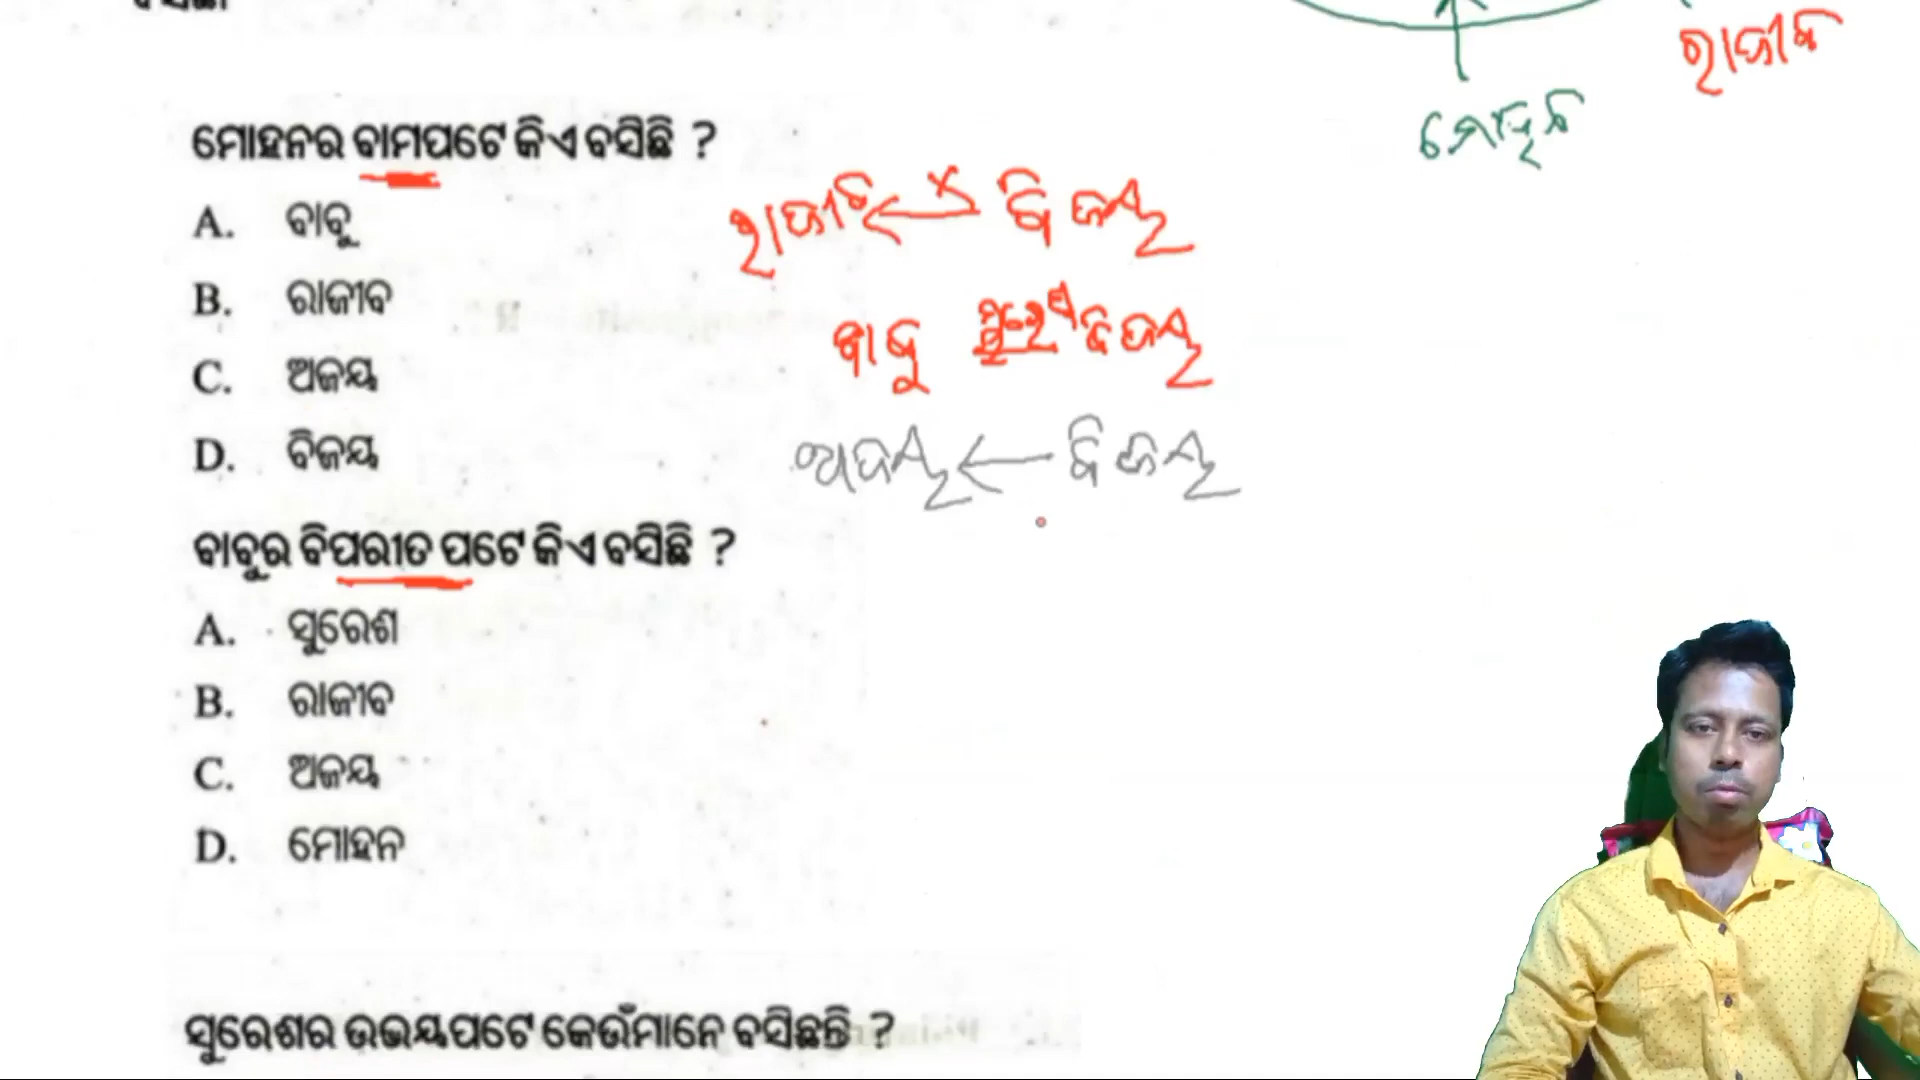 ରାଜୀବ
ମୋହନ
ମୋହନର ବାମପଟେ କିଏ ବସିଛି ?
A. ବାବୁ
B. ରାଜୀବ
C. ଅଜୟ
D. ବିଜୟ
ରାଜୀବ ← x ବିଜୟ
ବାବୁ ସୁରେଶ ବିଜୟ
ଅଜୟ ← ବିଜୟ
ବାବୁର ବିପରୀତ ପଟେ କିଏ ବସିଛି ?
A. ସୁରେଶ
B. ରାଜୀବ
C. ଅଜୟ
D. ମୋହନ
ସୁରେଶର ଉଭୟପଟେ କେଉଁମାନେ ବସିଛନ୍ତି ?